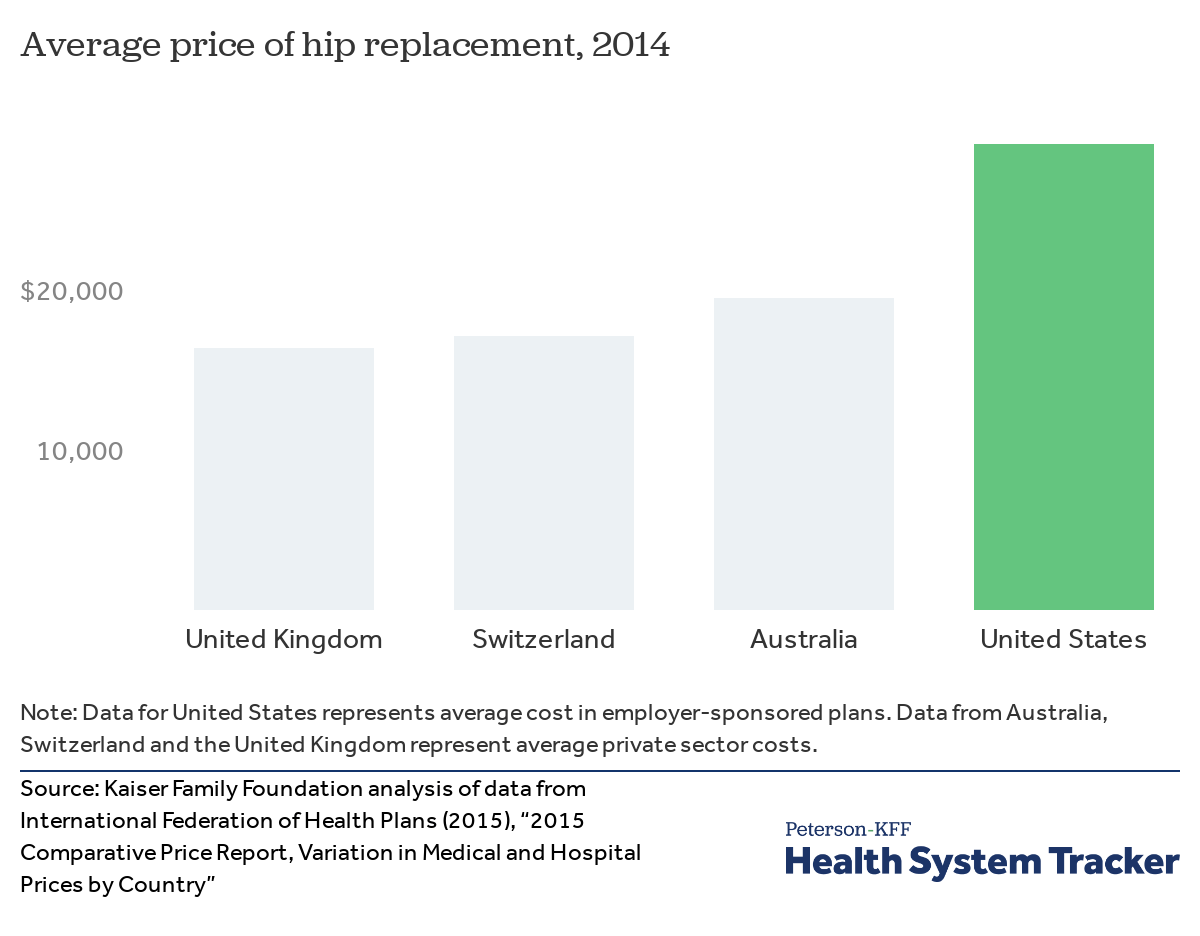 Average price of hip replacement, 2014
$20,000
10,000
United Kingdom
Switzerland
Australia
United States
Note: Data for United States represents average cost in employer-sponsored plans. Data from Australia,
Switzerland and the United Kingdom represent average private sector costs.
Source: Kaiser Family Foundation analysis of data from
International Federation of Health Plans (2015), “2015
Comparative Price Report, Variation in Medical and Hospital
Prices by Country”
Peterson-KFF
Health System Tracker